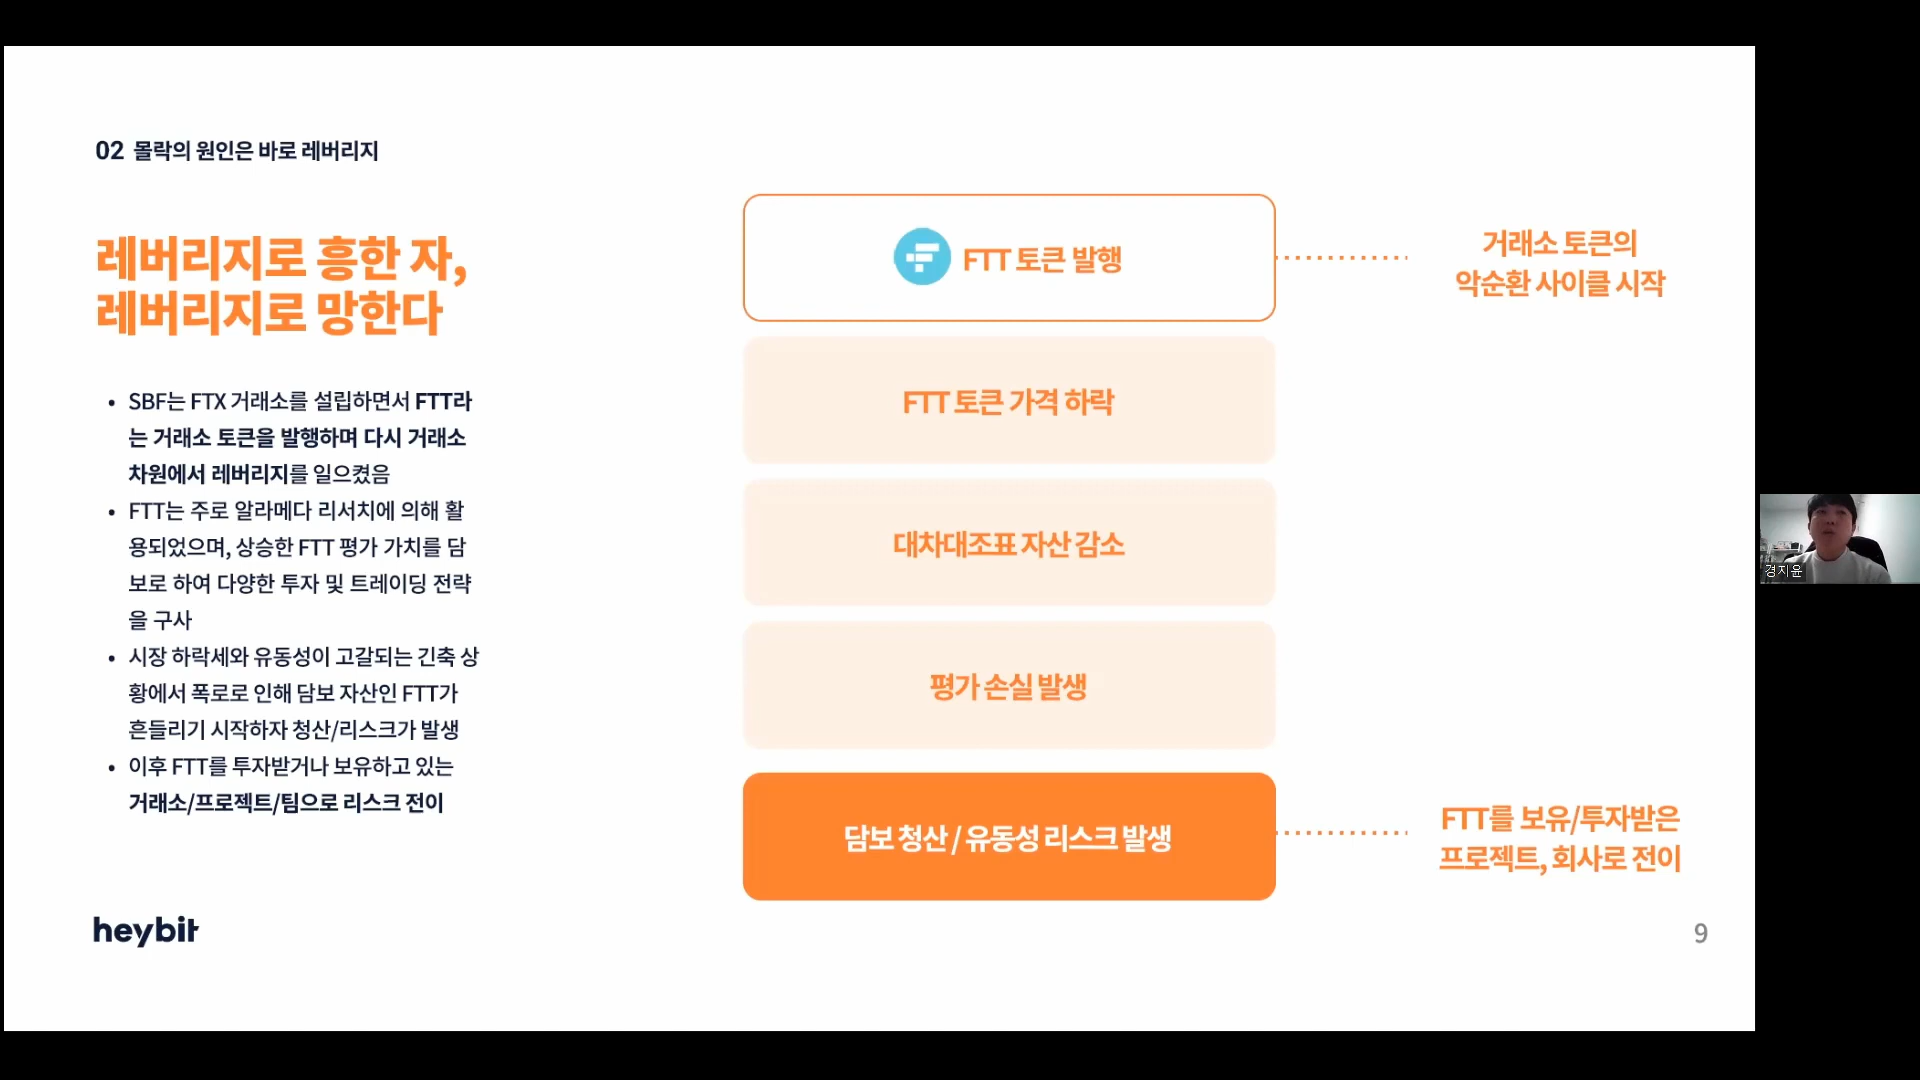 02 몰락의 원인은 바로 레버리지
레버리지로 흥한 자,
레버리지로 망한다
• SBF는 FTX 거래소를 설립하면서 FTT라
는 거래소 토큰을 발행하며 다시 거래소
차원에서 레버리지를 일으켰음
• FTT는 주로 알라메다 리서치에 의해 활
용되었으며, 상승한 FTT 평가 가치를 담
보로 하여 다양한 투자 및 트레이딩 전략
을 구사
• 시장 하락세와 유동성이 고갈되는 긴축 상
황에서 폭로로 인해 담보 자산인 FTT가
흔들리기 시작하자 청산/리스크가 발생
• 이후 FTT를 투자받거나 보유하고 있는
거래소/프로젝트/팀으로 리스크 전이
FTT 토큰 발행
거래소 토큰의
악순환 사이클 시작
FTT 토큰 가격 하락
대차대조표 자산 감소
평가 손실 발생
담보 청산 / 유동성 리스크 발생
FTT를 보유/투자받은
프로젝트, 회사로 전이
heybit
9
경지윤